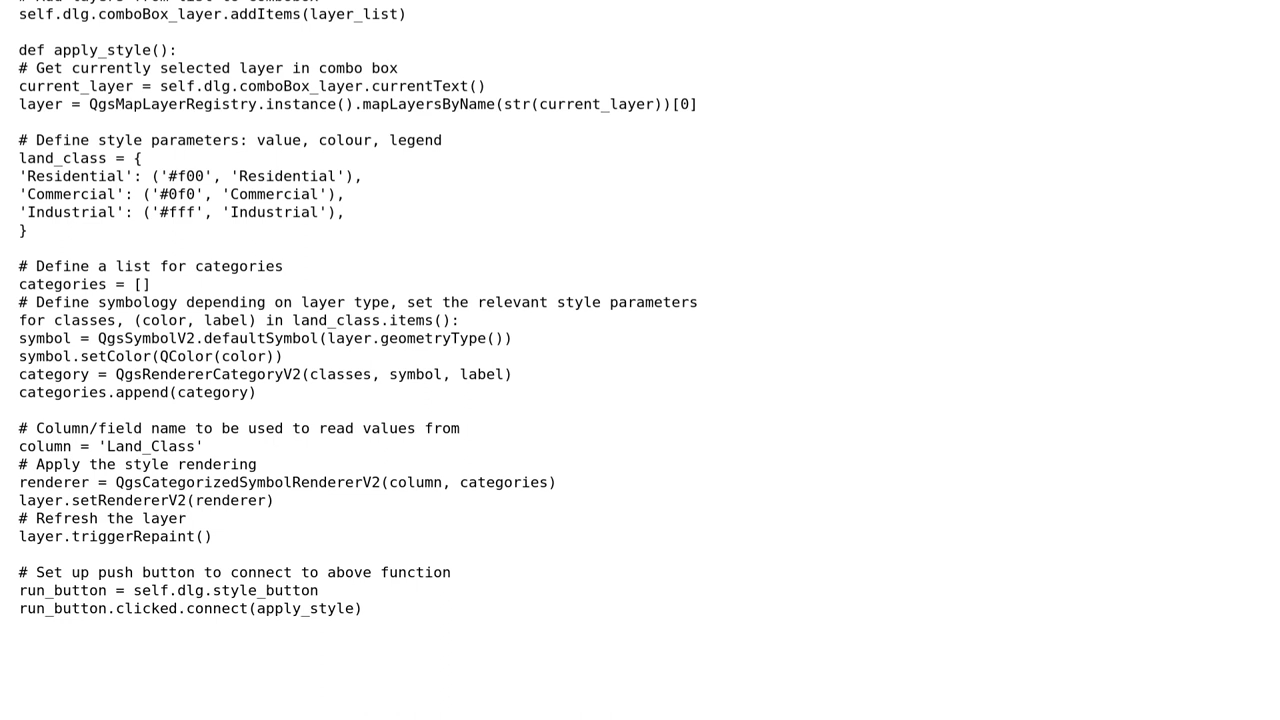 # Add layers from list to combobox
self.dlg.comboBox_layer.addItems(layer_list)
def apply_style():
# Get currently selected layer in combo box
current_layer = self.dlg.comboBox_layer.currentText()
layer = QgsMapLayerRegistry.instance().mapLayersByName(str(current_layer))[0]
# Define style parameters: value, colour, legend
land_class = {
'Residential': ('#f00', 'Residential'),
'Commercial': ('#0f0', 'Commercial'),
'Industrial': ('#fff', 'Industrial'),
}
# Define a list for categories
categories = []
# Define symbology depending on layer type, set the relevant style parameters
for classes, (color, label) in land_class.items():
symbol = QgsSymbolV2.defaultSymbol(layer.geometryType())
symbol.setColor(QColor(color))
category = QgsRendererCategoryV2(classes, symbol, label)
categories.append(category)
# Column/field name to be used to read values from
column = 'Land_Class'
# Apply the style rendering
renderer = QgsCategorizedSymbolRendererV2(column, categories)
layer.setRendererV2(renderer)
# Refresh the layer
layer.triggerRepaint()
# Set up push button to connect to above function
run_button = self.dlg.style_button
run_button.clicked.connect(apply_style)